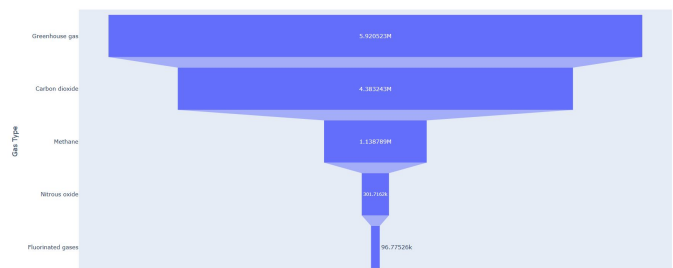 Greenhouse gas
5.920523M
Carbon dioxide
4.383243M
Methane
1.138789M
Nitrous oxide
301.7162k
Fluorinated gases
96.77526k
Gas Type